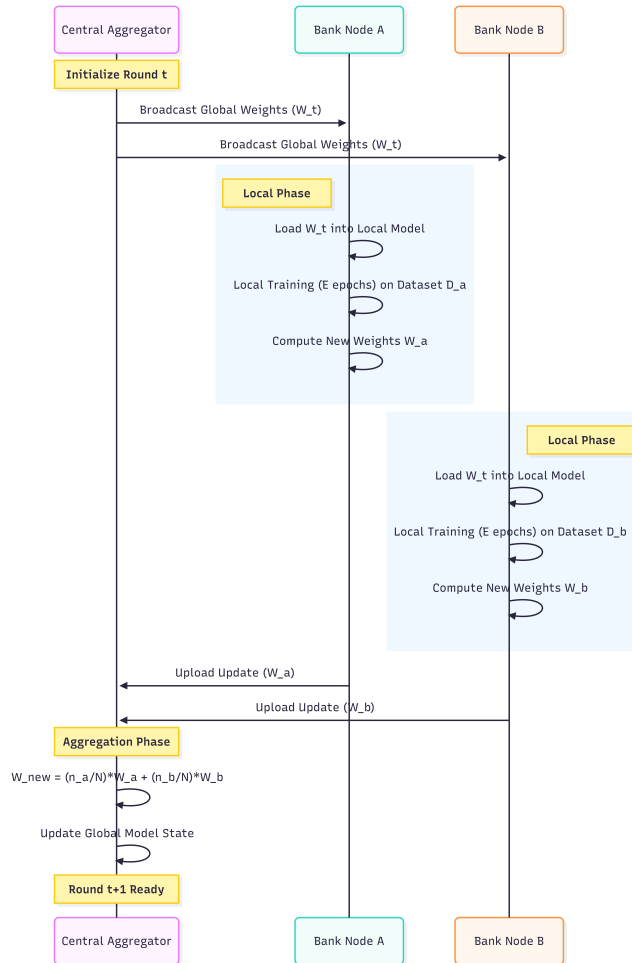 Central Aggregator
Bank Node A
Bank Node B
Initialize Round t
Broadcast Global Weights (W_t)
Broadcast Global Weights (W_t)
Local Phase
Load W_t into Local Model
Local Training (E epochs) on Dataset D_a
Compute New Weights W_a
Local Phase
Load W_t into Local Model
Local Training (E epochs) on Dataset D_b
Compute New Weights W_b
Upload Update (W_a)
Upload Update (W_b)
Aggregation Phase
W_new = (n_a/N)*W_a + (n_b/N)*W_b
Update Global Model State
Round t+1 Ready
Central Aggregator
Bank Node A
Bank Node B